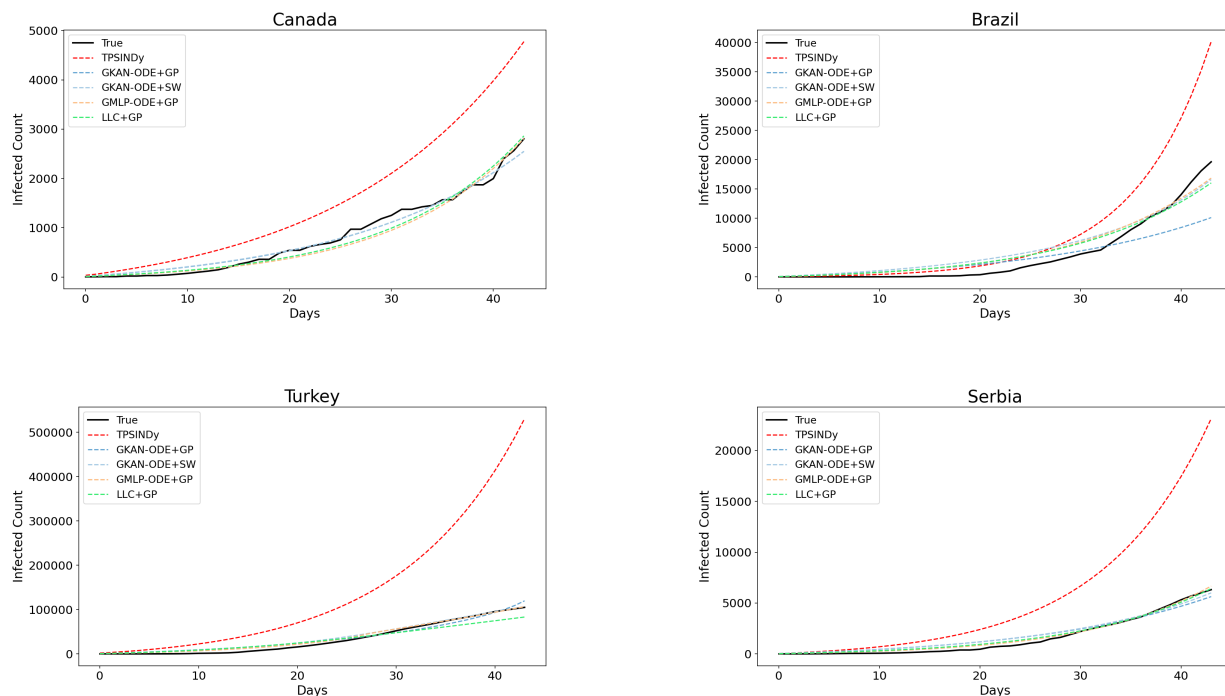 Canada
5000
4000
3000
2000
1000
0
Infected Count
True
TPSINDy
GKAN-ODE+GP
GKAN-ODE+SW
GMLP-ODE+GP
LLC+GP
0 10 20 30 40
Days
Brazil
40000
35000
30000
25000
20000
15000
10000
5000
0
Infected Count
True
TPSINDy
GKAN-ODE+GP
GKAN-ODE+SW
GMLP-ODE+GP
LLC+GP
0 10 20 30 40
Days
Turkey
500000
400000
300000
200000
100000
0
Infected Count
True
TPSINDy
GKAN-ODE+GP
GKAN-ODE+SW
GMLP-ODE+GP
LLC+GP
0 10 20 30 40
Days
Serbia
20000
15000
10000
5000
0
Infected Count
True
TPSINDy
GKAN-ODE+GP
GKAN-ODE+SW
GMLP-ODE+GP
LLC+GP
0 10 20 30 40
Days